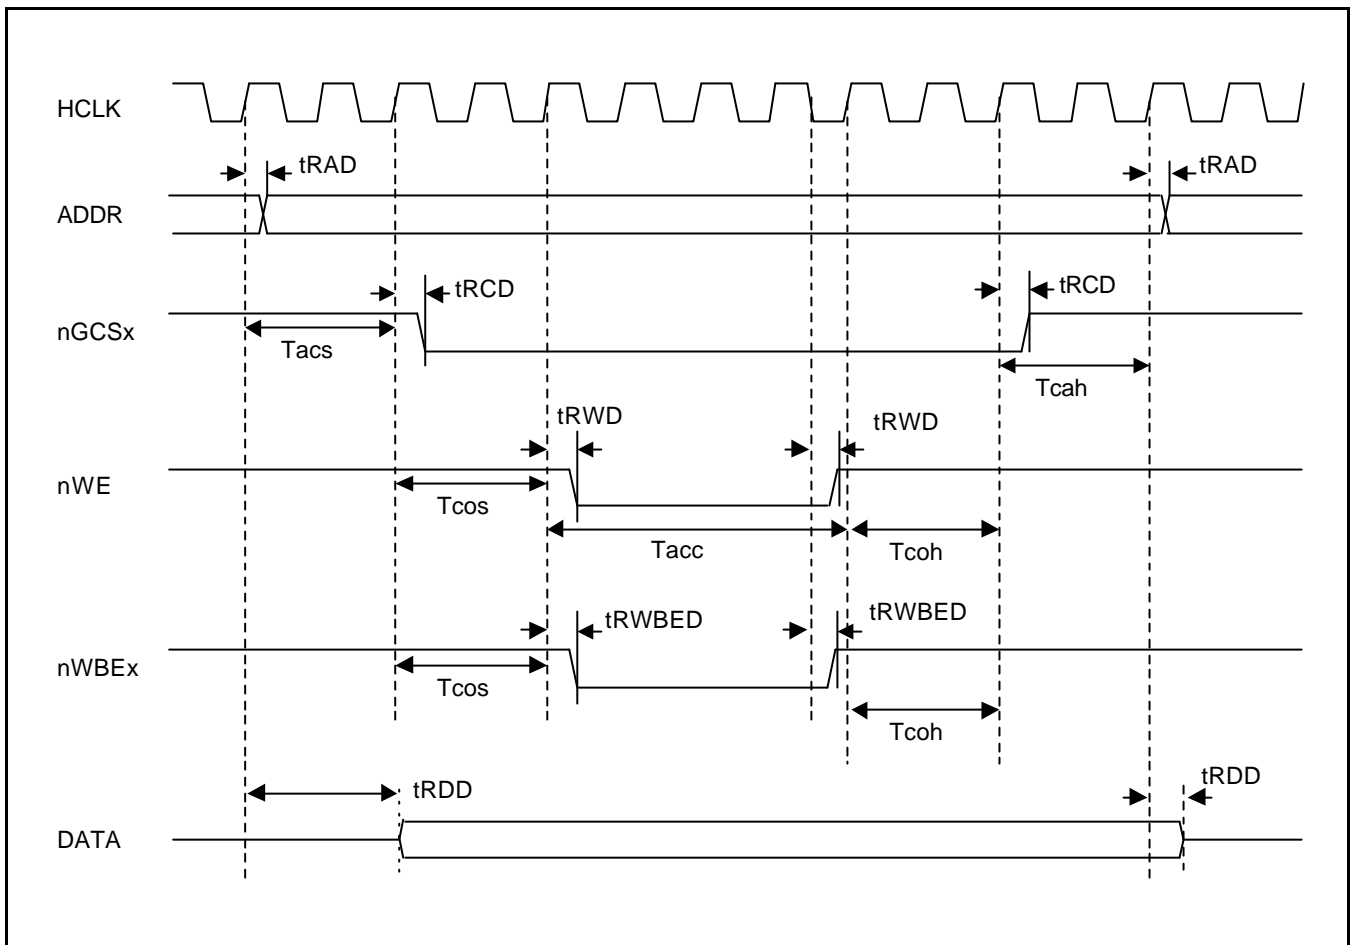 HCLK
tRAD
tRAD
ADDR
tRCD
tRCD
nGCSx
Tacs
Tcah
tRWD
tRWD
nWE
Tcos
Tacc
Tcoh
tRWBED
tRWBED
nWBEx
Tcos
Tcoh
tRDD
tRDD
DATA